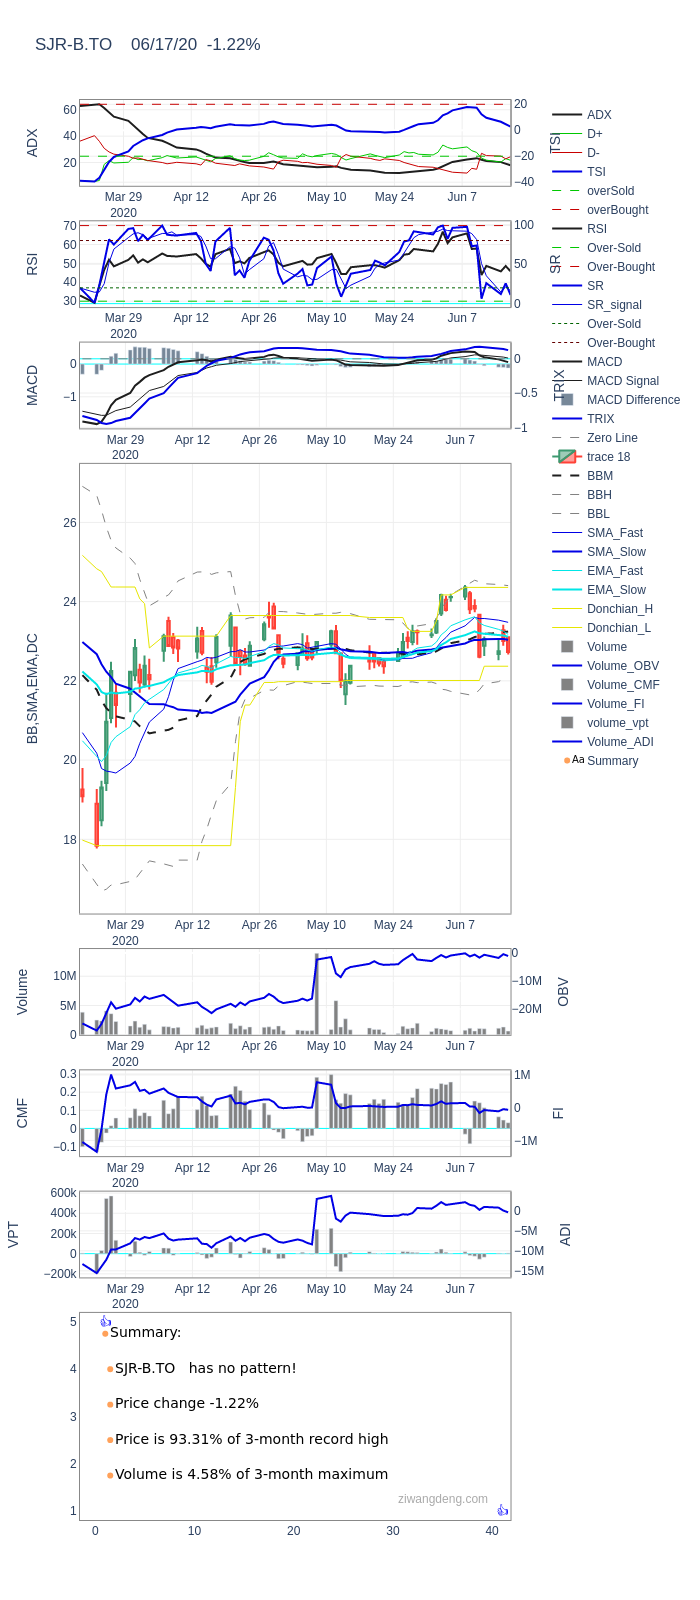 SJR-B.TO 06/17/20 -1.22%
60
40
20
ADX
20
0
−20
−40
TSI
Mar 29
2020
Apr 12
Apr 26
May 10
May 24
Jun 7
70
60
50
40
30
RSI
100
50
0
SR
Mar 29
2020
Apr 12
Apr 26
May 10
May 24
Jun 7
0
−1
MACD
0
−0.5
−1
TRIX
Mar 29
2020
Apr 12
Apr 26
May 10
May 24
Jun 7
26
24
22
20
18
BB,SMA,EMA,DC
Mar 29
2020
Apr 12
Apr 26
May 10
May 24
Jun 7
10M
5M
0
Volume
0
−10M
−20M
OBV
Mar 29
2020
Apr 12
Apr 26
May 10
May 24
Jun 7
0.3
0.2
0.1
0
−0.1
CMF
1M
0
−1M
FI
Mar 29
2020
Apr 12
Apr 26
May 10
May 24
Jun 7
600k
400k
200k
0
−200k
VPT
0
−5M
−10M
−15M
ADI
Mar 29
2020
Apr 12
Apr 26
May 10
May 24
Jun 7
5
4
3
2
1
0
10
20
30
40
Summary:
SJR-B.TO has no pattern!
Price change -1.22%
Price is 93.31% of 3-month record high
Volume is 4.58% of 3-month maximum
ziwangdeng.com
ADX
D+
D-
TSI
overSold
overBought
RSI
Over-Sold
Over-Bought
SR
SR_signal
Over-Sold
Over-Bought
MACD
MACD Signal
MACD Difference
TRIX
Zero Line
trace 18
BBM
BBH
BBL
SMA_Fast
SMA_Slow
EMA_Fast
EMA_Slow
Donchian_H
Donchian_L
Volume
Volume_OBV
Volume_CMF
Volume_FI
volume_vpt
Volume_ADI
Aa Summary